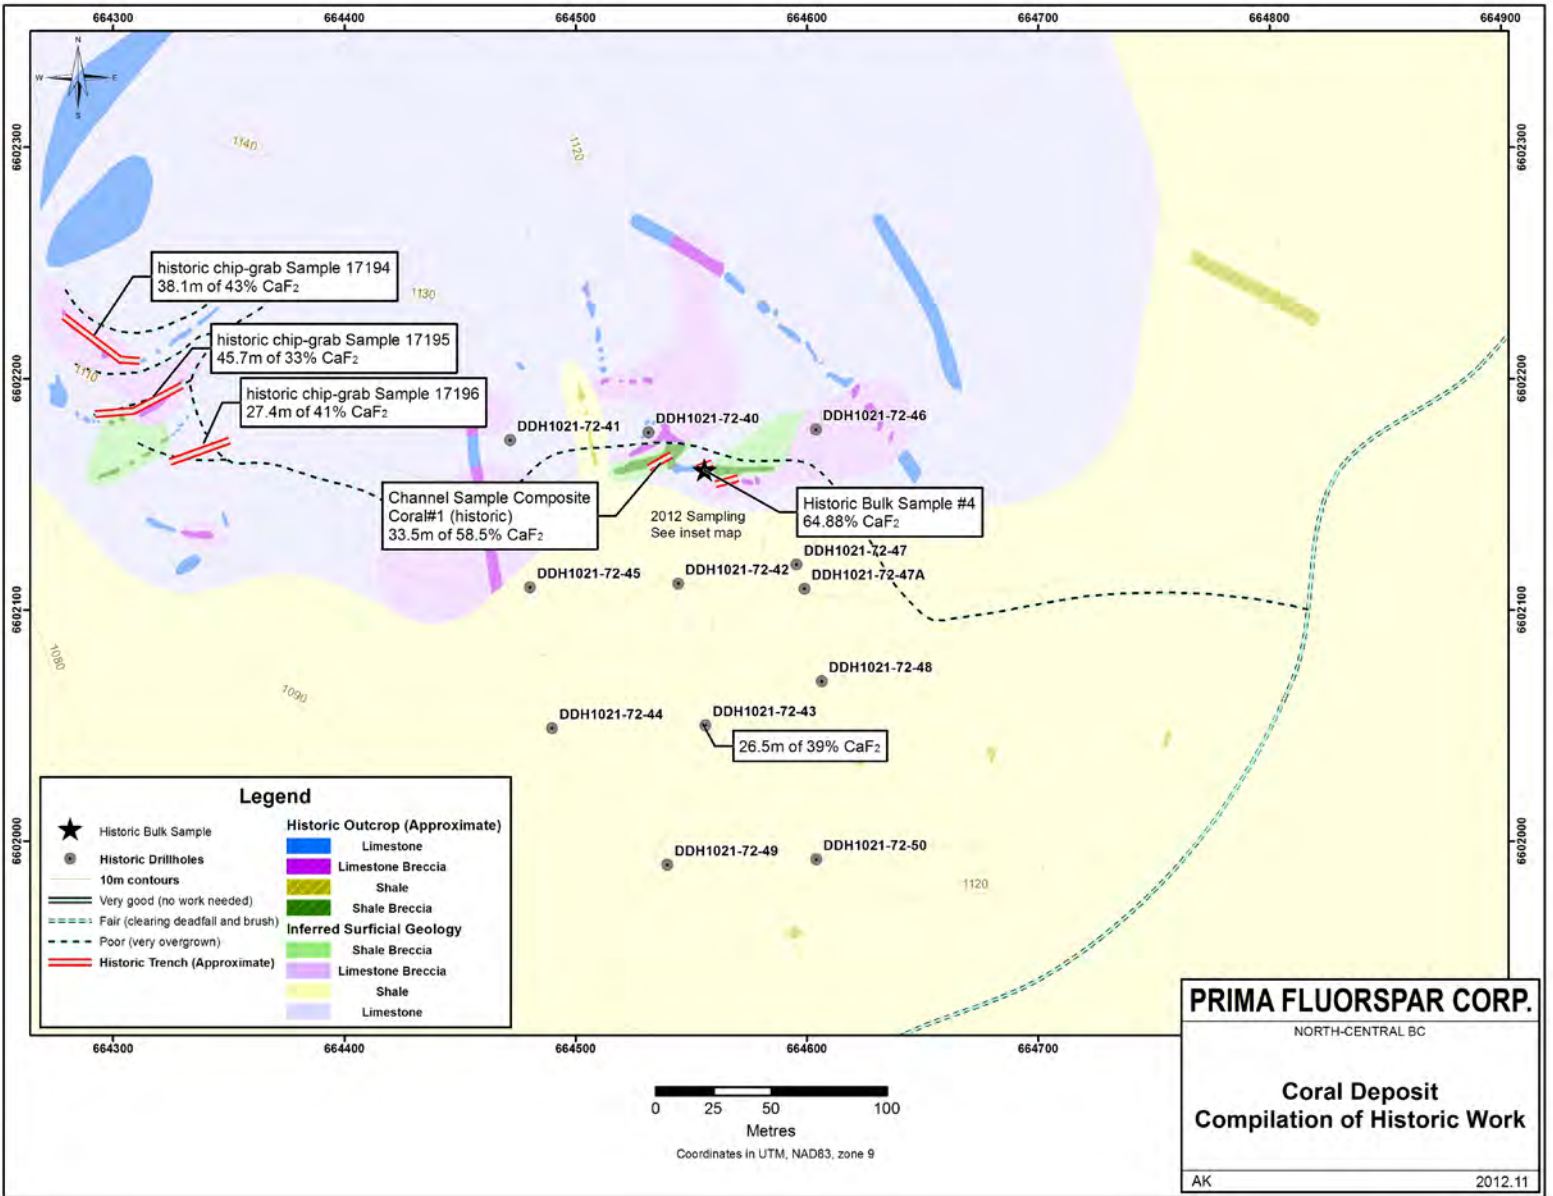 664300
664400
664500
664600
664700
664800
664900
N
W
E
S
6602300
6602300
1140
1120
historic chip-grab Sample 17194
38.1m of 43% CaF2
1130
historic chip-grab Sample 17195
45.7m of 33% CaF2
6602200
6602200
1110
historic chip-grab Sample 17196
27.4m of 41% CaF2
DDH1021-72-41
DDH1021-72-40
DDH1021-72-46
Channel Sample Composite
Coral#1 (historic)
33.5m of 58.5% CaF2
2012 Sampling
See inset map
Historic Bulk Sample #4
64.88% CaF2
DDH1021-72-47
DDH1021-72-45
DDH1021-72-42
DDH1021-72-47A
6602100
6602100
1080
1090
DDH1021-72-48
DDH1021-72-44
DDH1021-72-43
26.5m of 39% CaF2
DDH1021-72-49
DDH1021-72-50
1120
6602000
6602000
Legend
Historic Bulk Sample
Historic Drillholes
10m contours
Very good (no work needed)
Fair (clearing deadfall and brush)
Poor (very overgrown)
Historic Trench (Approximate)
Historic Outcrop (Approximate)
Limestone
Limestone Breccia
Shale
Shale Breccia
Inferred Surficial Geology
Shale Breccia
Limestone Breccia
Shale
Limestone
664300
664400
664500
664600
664700
0 25 50 100
Metres
Coordinates in UTM, NAD83, zone 9
PRIMA FLUORSPAR CORP.
NORTH-CENTRAL BC
Coral Deposit
Compilation of Historic Work
AK
2012.11